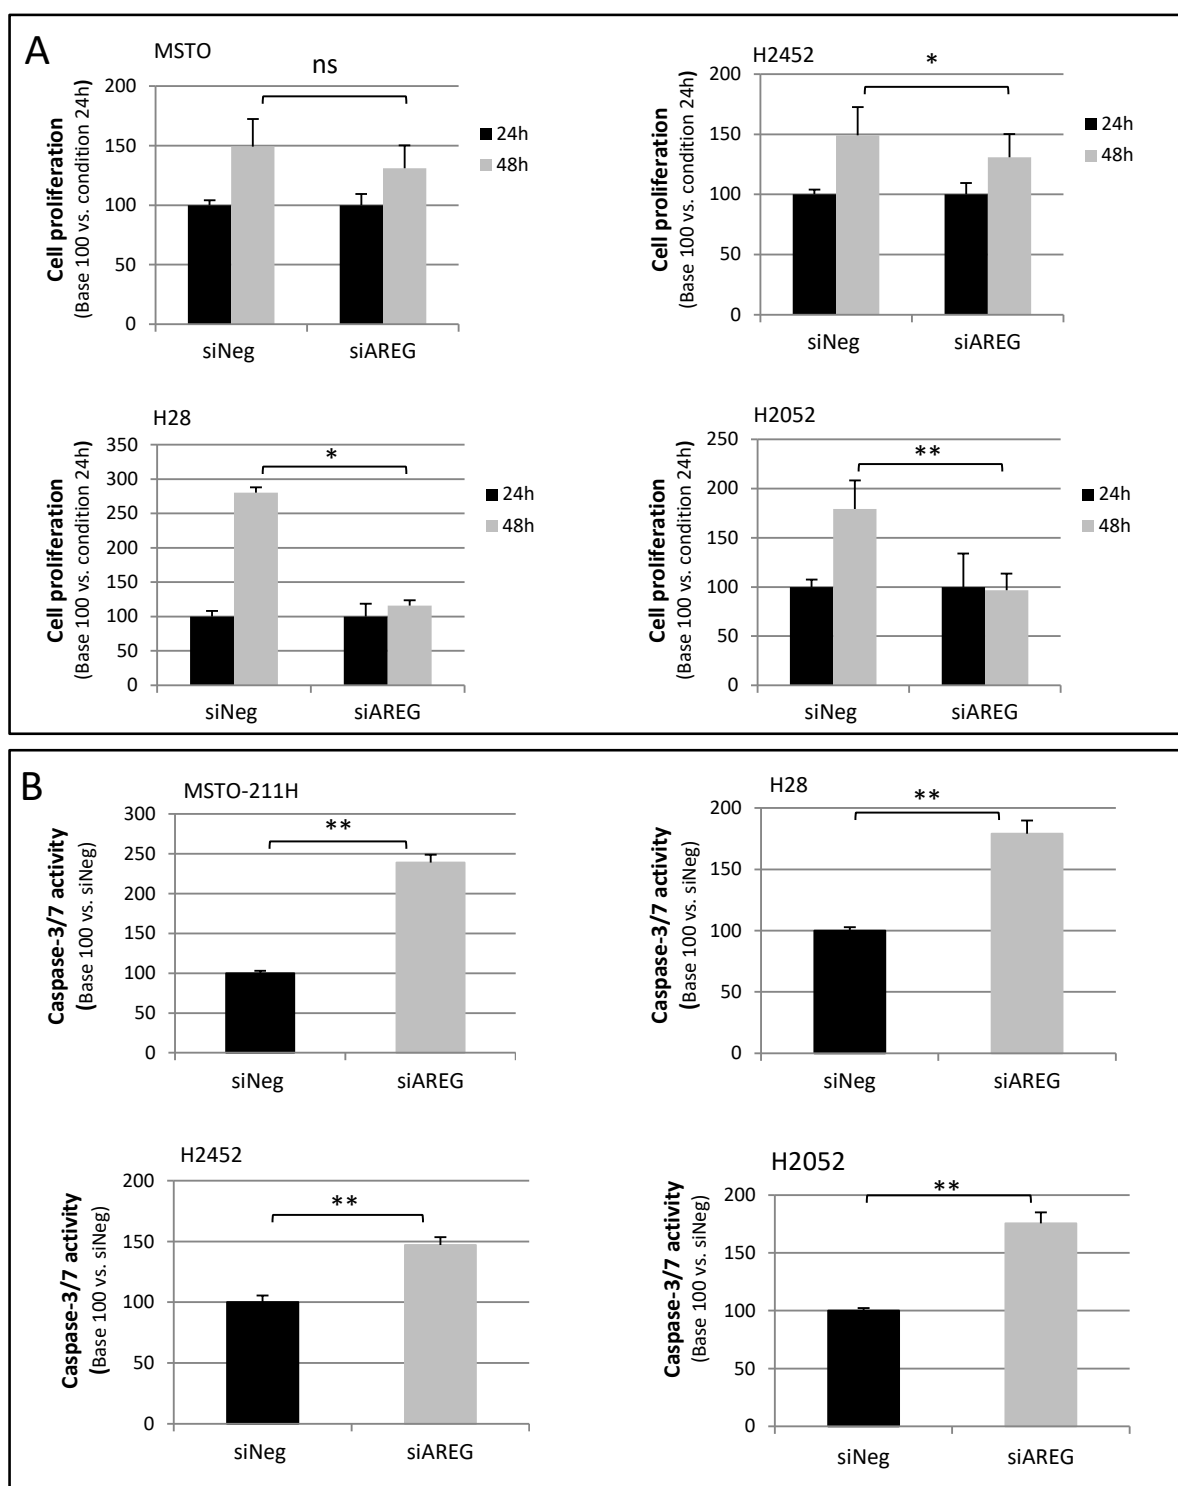 A
MSTO
ns
Cell proliferation
(Base 100 vs. condition 24h)
200
150
100
50
0
siNeg
siAREG
24h
48h
H2452
*
Cell proliferation
(Base 100 vs. condition 24h)
200
150
100
50
0
siNeg
siAREG
24h
48h
H28
*
Cell proliferation
(Base 100 vs. condition 24h)
350
300
250
200
150
100
50
0
siNeg
siAREG
24h
48h
H2052
**
Cell proliferation
(Base 100 vs. condition 24h)
250
200
150
100
50
0
siNeg
siAREG
24h
48h
B
MSTO-211H
**
Caspase-3/7 activity
(Base 100 vs. siNeg)
300
250
200
150
100
50
0
siNeg
siAREG
H28
**
Caspase-3/7 activity
(Base 100 vs. siNeg)
200
150
100
50
0
siNeg
siAREG
H2452
**
Caspase-3/7 activity
(Base 100 vs. siNeg)
200
150
100
50
0
siNeg
siAREG
H2052
**
Caspase-3/7 activity
(Base 100 vs. siNeg)
200
150
100
50
0
siNeg
siAREG